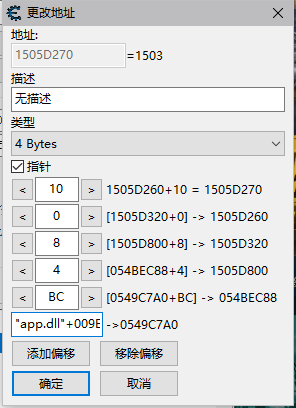 更改地址
地址:
1505D270 =1503
描述
无描述
类型
4 Bytes
指针
< 10 > 1505D260+10 = 1505D270
< 0 > [1505D320+0] -> 1505D260
< 8 > [1505D800+8] -> 1505D320
< 4 > [054BEC88+4] -> 1505D800
< BC > [0549C7A0+BC] -> 054BEC88
"app.dll"+009E ->0549C7A0
添加偏移 移除偏移
确定 取消